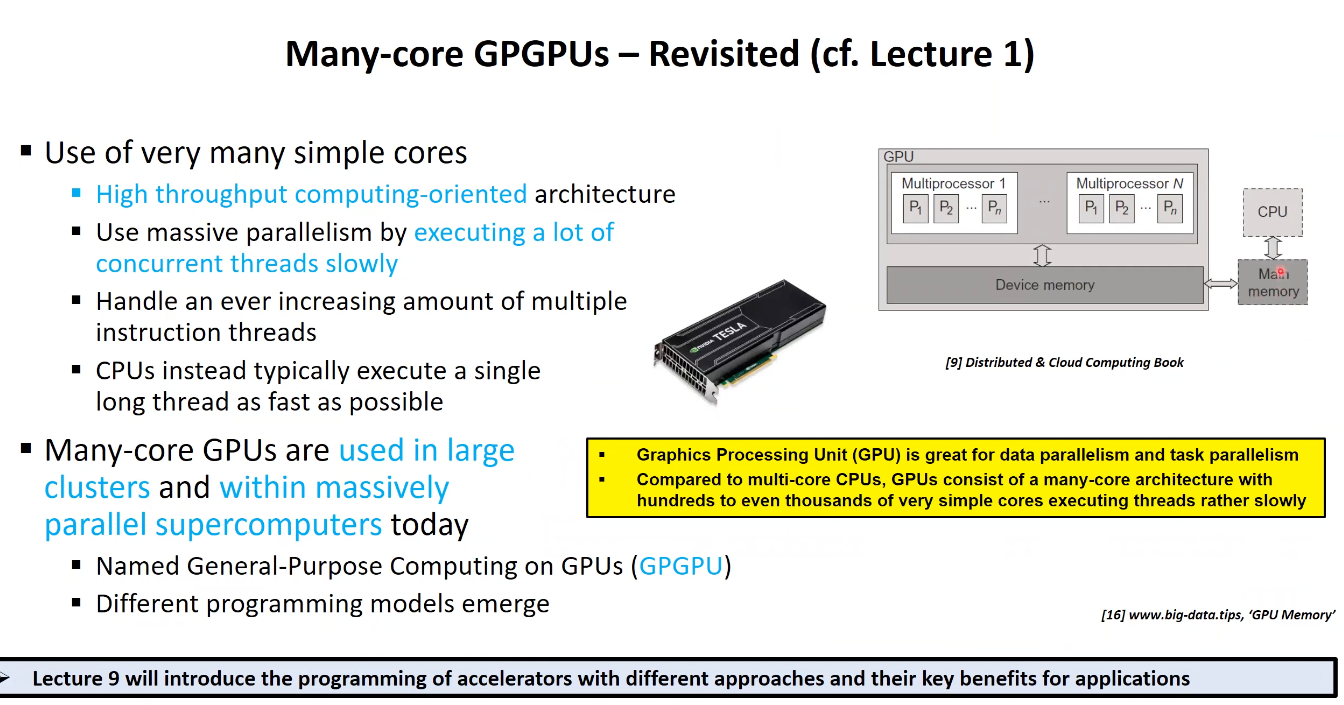 Many-core GPGPUs – Revisited (cf. Lecture 1)
Use of very many simple cores
High throughput computing-oriented architecture
Use massive parallelism by executing a lot of
concurrent threads slowly
Handle an ever increasing amount of multiple
instruction threads
CPUs instead typically execute a single
long thread as fast as possible
Many-core GPUs are used in large
clusters and within massively
parallel supercomputers today
Named General-Purpose Computing on GPUs (GPGPU)
Different programming models emerge
NVIDIA TESLA
GPU
Multiprocessor 1
P1 P2 ... Pn
...
Multiprocessor N
P1 P2 ... Pn
Device memory
CPU
Main
memory
[9] Distributed & Cloud Computing Book
Graphics Processing Unit (GPU) is great for data parallelism and task parallelism
Compared to multi-core CPUs, GPUs consist of a many-core architecture with
hundreds to even thousands of very simple cores executing threads rather slowly
[16] www.big-data.tips, ‘GPU Memory’
Lecture 9 will introduce the programming of accelerators with different approaches and their key benefits for applications